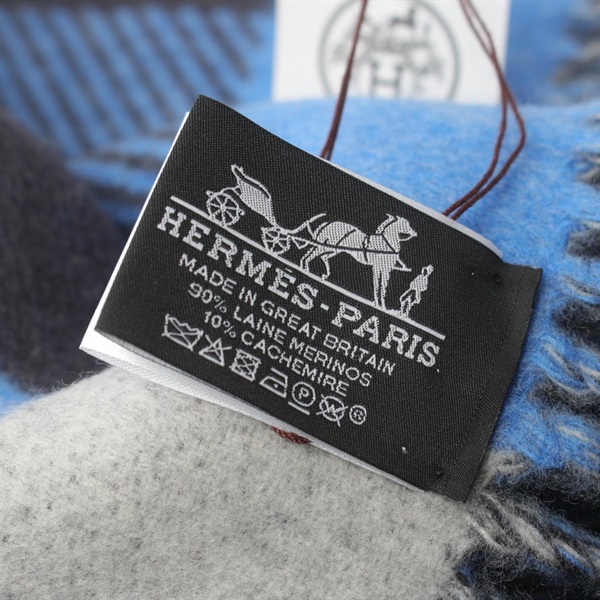 HERMÈS-PARIS
MADE IN GREAT BRITAIN
90% LAINE MERINOS
10% CACHEMIRE
P W ®
H